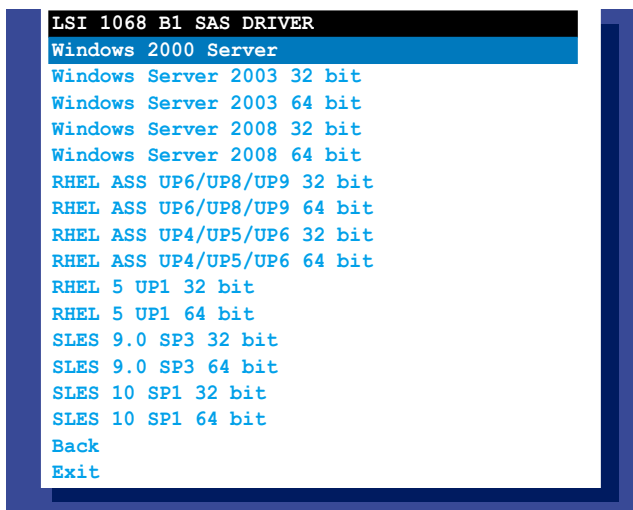 LSI 1068 B1 SAS DRIVER
Windows 2000 Server
Windows Server 2003 32 bit
Windows Server 2003 64 bit
Windows Server 2008 32 bit
Windows Server 2008 64 bit
RHEL ASS UP6/UP8/UP9 32 bit
RHEL ASS UP6/UP8/UP9 64 bit
RHEL ASS UP4/UP5/UP6 32 bit
RHEL ASS UP4/UP5/UP6 64 bit
RHEL 5 UP1 32 bit
RHEL 5 UP1 64 bit
SLES 9.0 SP3 32 bit
SLES 9.0 SP3 64 bit
SLES 10 SP1 32 bit
SLES 10 SP1 64 bit
Back
Exit